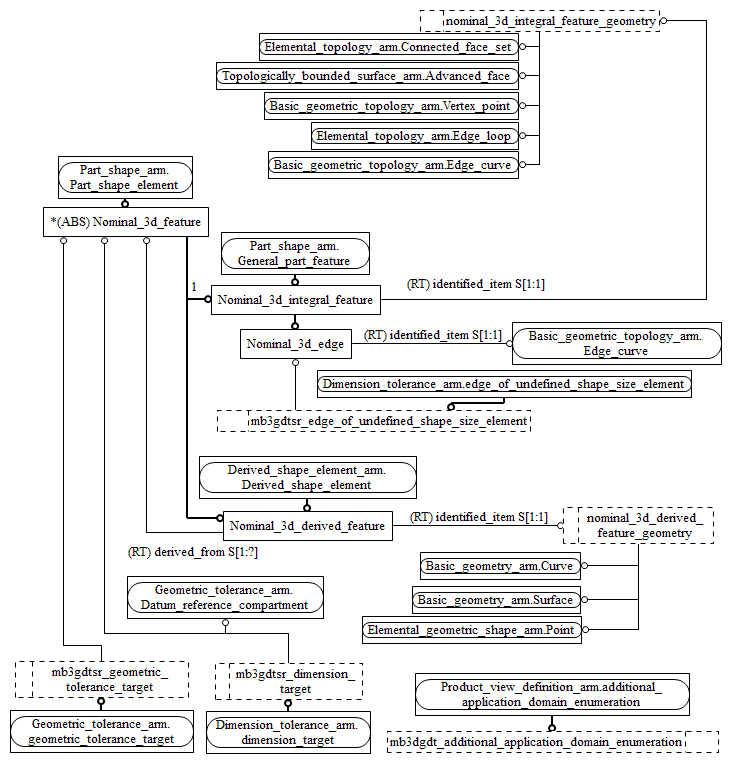 nominal_3d_integral_feature_geometry
Elemental_topology_arm.Connected_face_set
Topologically_bounded_surface_arm.Advanced_face
Basic_geometric_topology_arm.Vertex_point
Elemental_topology_arm.Edge_loop
Basic_geometric_topology_arm.Edge_curve
Part_shape_arm.
Part_shape_element
*(ABS) Nominal_3d_feature
Part_shape_arm.
General_part_feature
1
(RT) identified_item S[1:1]
Nominal_3d_integral_feature
(RT) identified_item S[1:1]
Nominal_3d_edge
Basic_geometric_topology_arm.
Edge_curve
Dimension_tolerance_arm.edge_of_undefined_shape_size_element
mb3gdtsr_edge_of_undefined_shape_size_element
Derived_shape_element_arm.
Derived_shape_element
(RT) identified_item S[1:1]
Nominal_3d_derived_feature
nominal_3d_derived_
feature_geometry
(RT) derived_from S[1:?]
Basic_geometry_arm.Curve
Basic_geometry_arm.Surface
Elemental_geometric_shape_arm.Point
Geometric_tolerance_arm.
Datum_reference_compartment
mb3gdtsr_geometric_
tolerance_target
mb3gdtsr_dimension_
target
Product_view_definition_arm.additional_
application_domain_enumeration
Geometric_tolerance_arm.
geometric_tolerance_target
Dimension_tolerance_arm.
dimension_target
mb3dgdt_additional_application_domain_enumeration